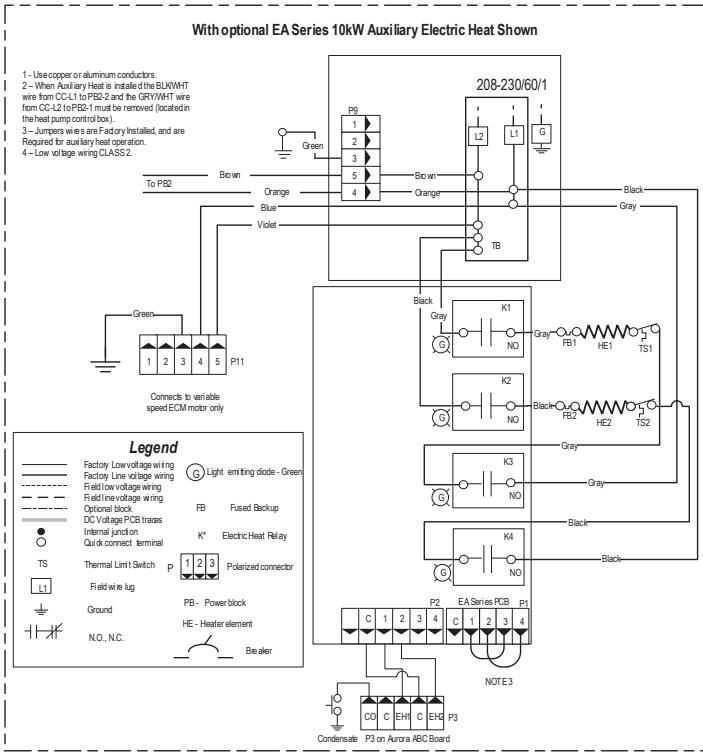 With optional EA Series 10kW Auxiliary Electric Heat Shown
1 - Use copper or aluminum conductors.
2 – When Auxiliary Heat is installed the BLK/WHT
wire from CC-L1 to PB2-2 and the GRY/WHT wire
from CC-L2 to PB2-1 must be removed (located in
the heat pump control box).
3 – Jumpers wires are Factory Installed, and are
Required for auxiliary heat operation.
4 – Low voltage wiring CLASS 2.
208-230/60/1
P9
1
2
3
5
4
Green
L2
L1
G
Brown
Brown
To PB2
Orange
Orange
Black
Blue
Gray
Violet
TB
Black
Gray
Green
1 2 3 4 5 P11
Connects to variable
speed ECM motor only
K1
G
NO
Gray
FB1
HE1
TS1
K2
G
NO
Black
FB2
HE2
TS2
Gray
K3
G
NO
Gray
Black
K4
G
NO
Black
Legend
Factory Low voltage wiring
Factory Line voltage wiring
Field low voltage wiring
Field line voltage wiring
Optional block
DC Voltage PCB traces
Internal junction
Quick connect terminal
TS Thermal Limit Switch
L1 Field wire lug
Ground
N.O., N.C.
G Light emitting diode - Green
FB Fused Backup
K* Electric Heat Relay
P 1 2 3 Polarized connector
PB - Power block
HE - Heater element
Breaker
P2
C 1 2 3 4
EA Series PCB P1
C 1 2 3 4
NOTE 3
CO C EH1 C EH2 P3
Condensate P3 on Aurora ABC Board